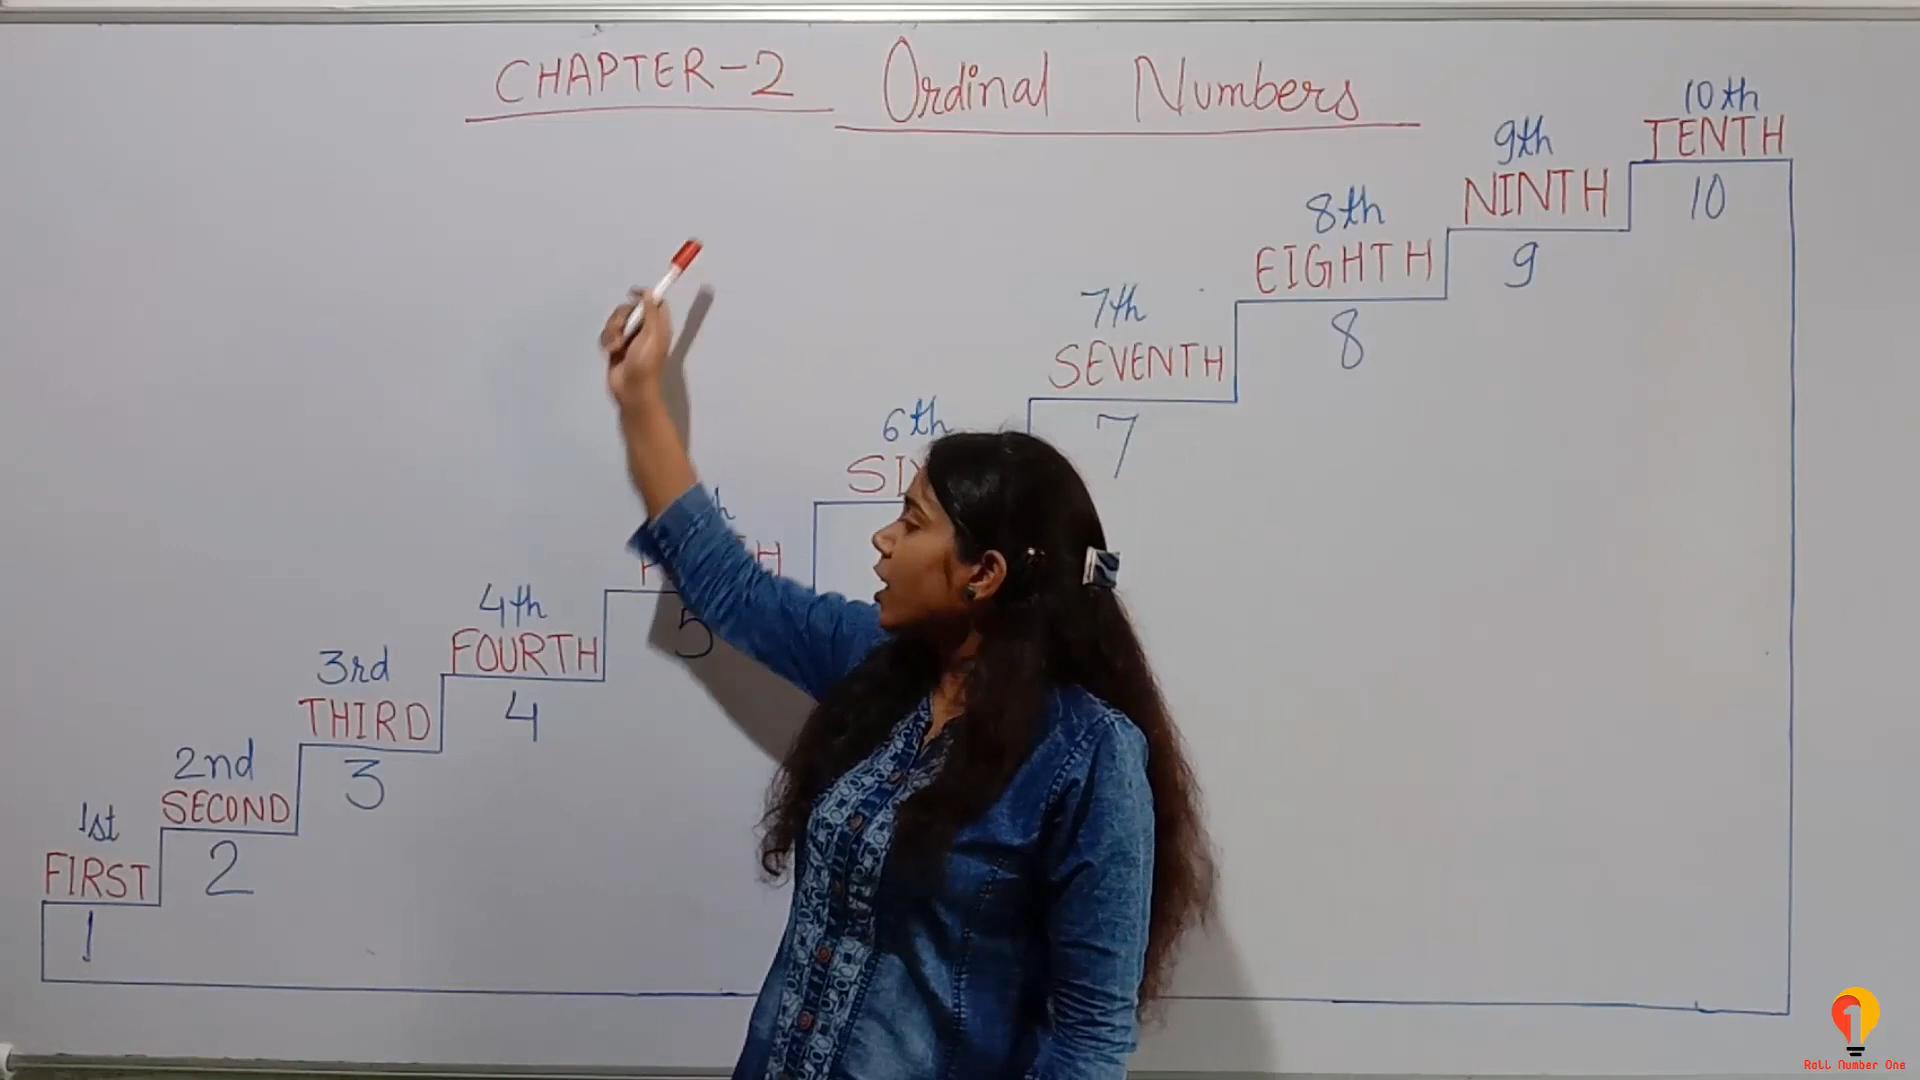 CHAPTER-2 Ordinal Numbers
10th
TENTH
10
9th
NINTH
9
8th
EIGHTH
8
7th
SEVENTH
7
6th
5
4th
FOURTH
4
3rd
THIRD
3
2nd
SECOND
2
1st
FIRST
1
Roll Number One